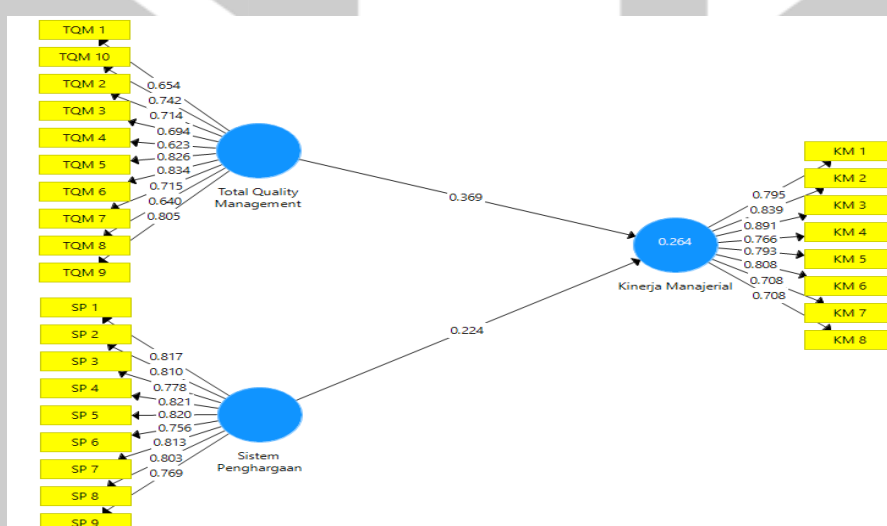 TQM 1
TQM 10
TQM 2
TQM 3
TQM 4
TQM 5
TQM 6
TQM 7
TQM 8
TQM 9
0.654
0.742
0.714
0.694
0.623
0.826
0.834
0.715
0.640
0.805
Total Quality
Management
0.369
SP 1
SP 2
SP 3
SP 4
SP 5
SP 6
SP 7
SP 8
SP 9
0.817
0.810
0.778
0.821
0.820
0.756
0.813
0.803
0.769
Sistem
Penghargaan
0.224
0.264
Kinerja Manajerial
0.795
0.839
0.891
0.766
0.793
0.808
0.708
0.708
KM 1
KM 2
KM 3
KM 4
KM 5
KM 6
KM 7
KM 8